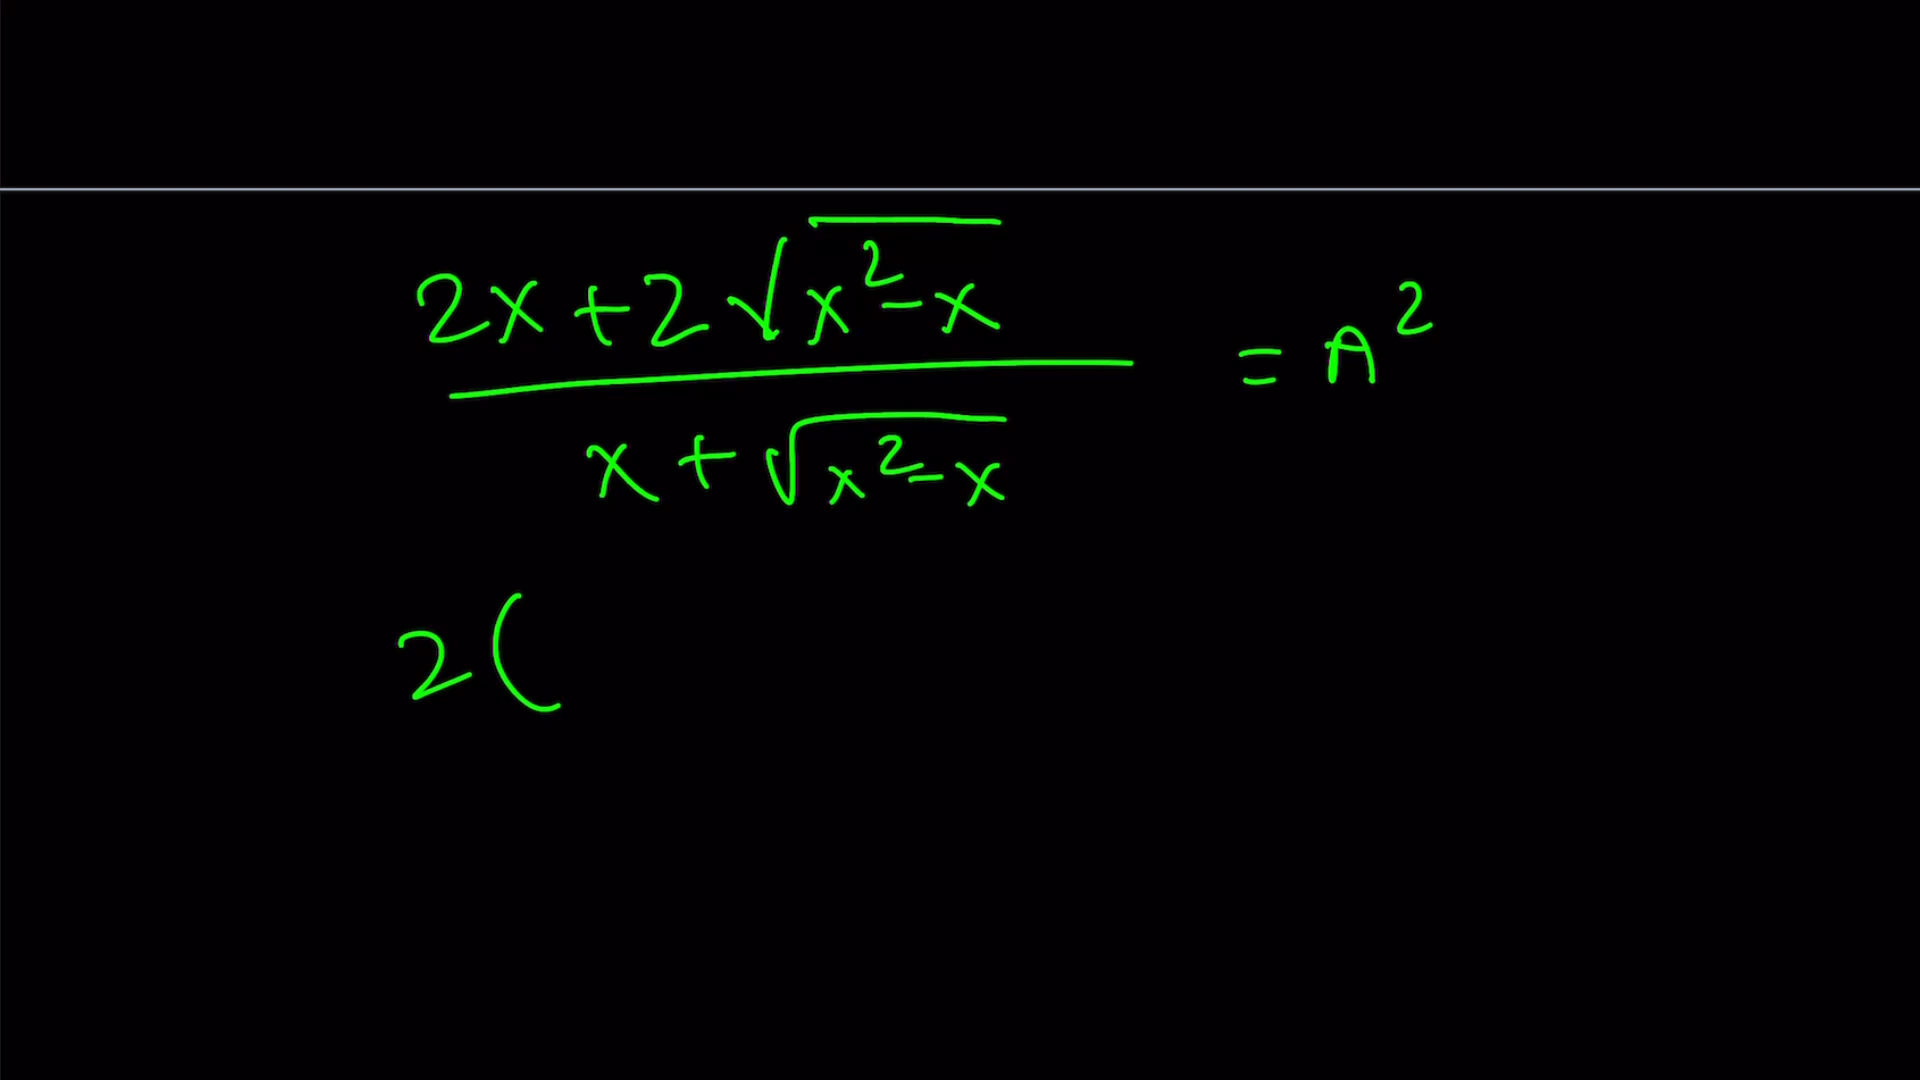 2x+2√x²-x
= A²
x+√x²-x
2(